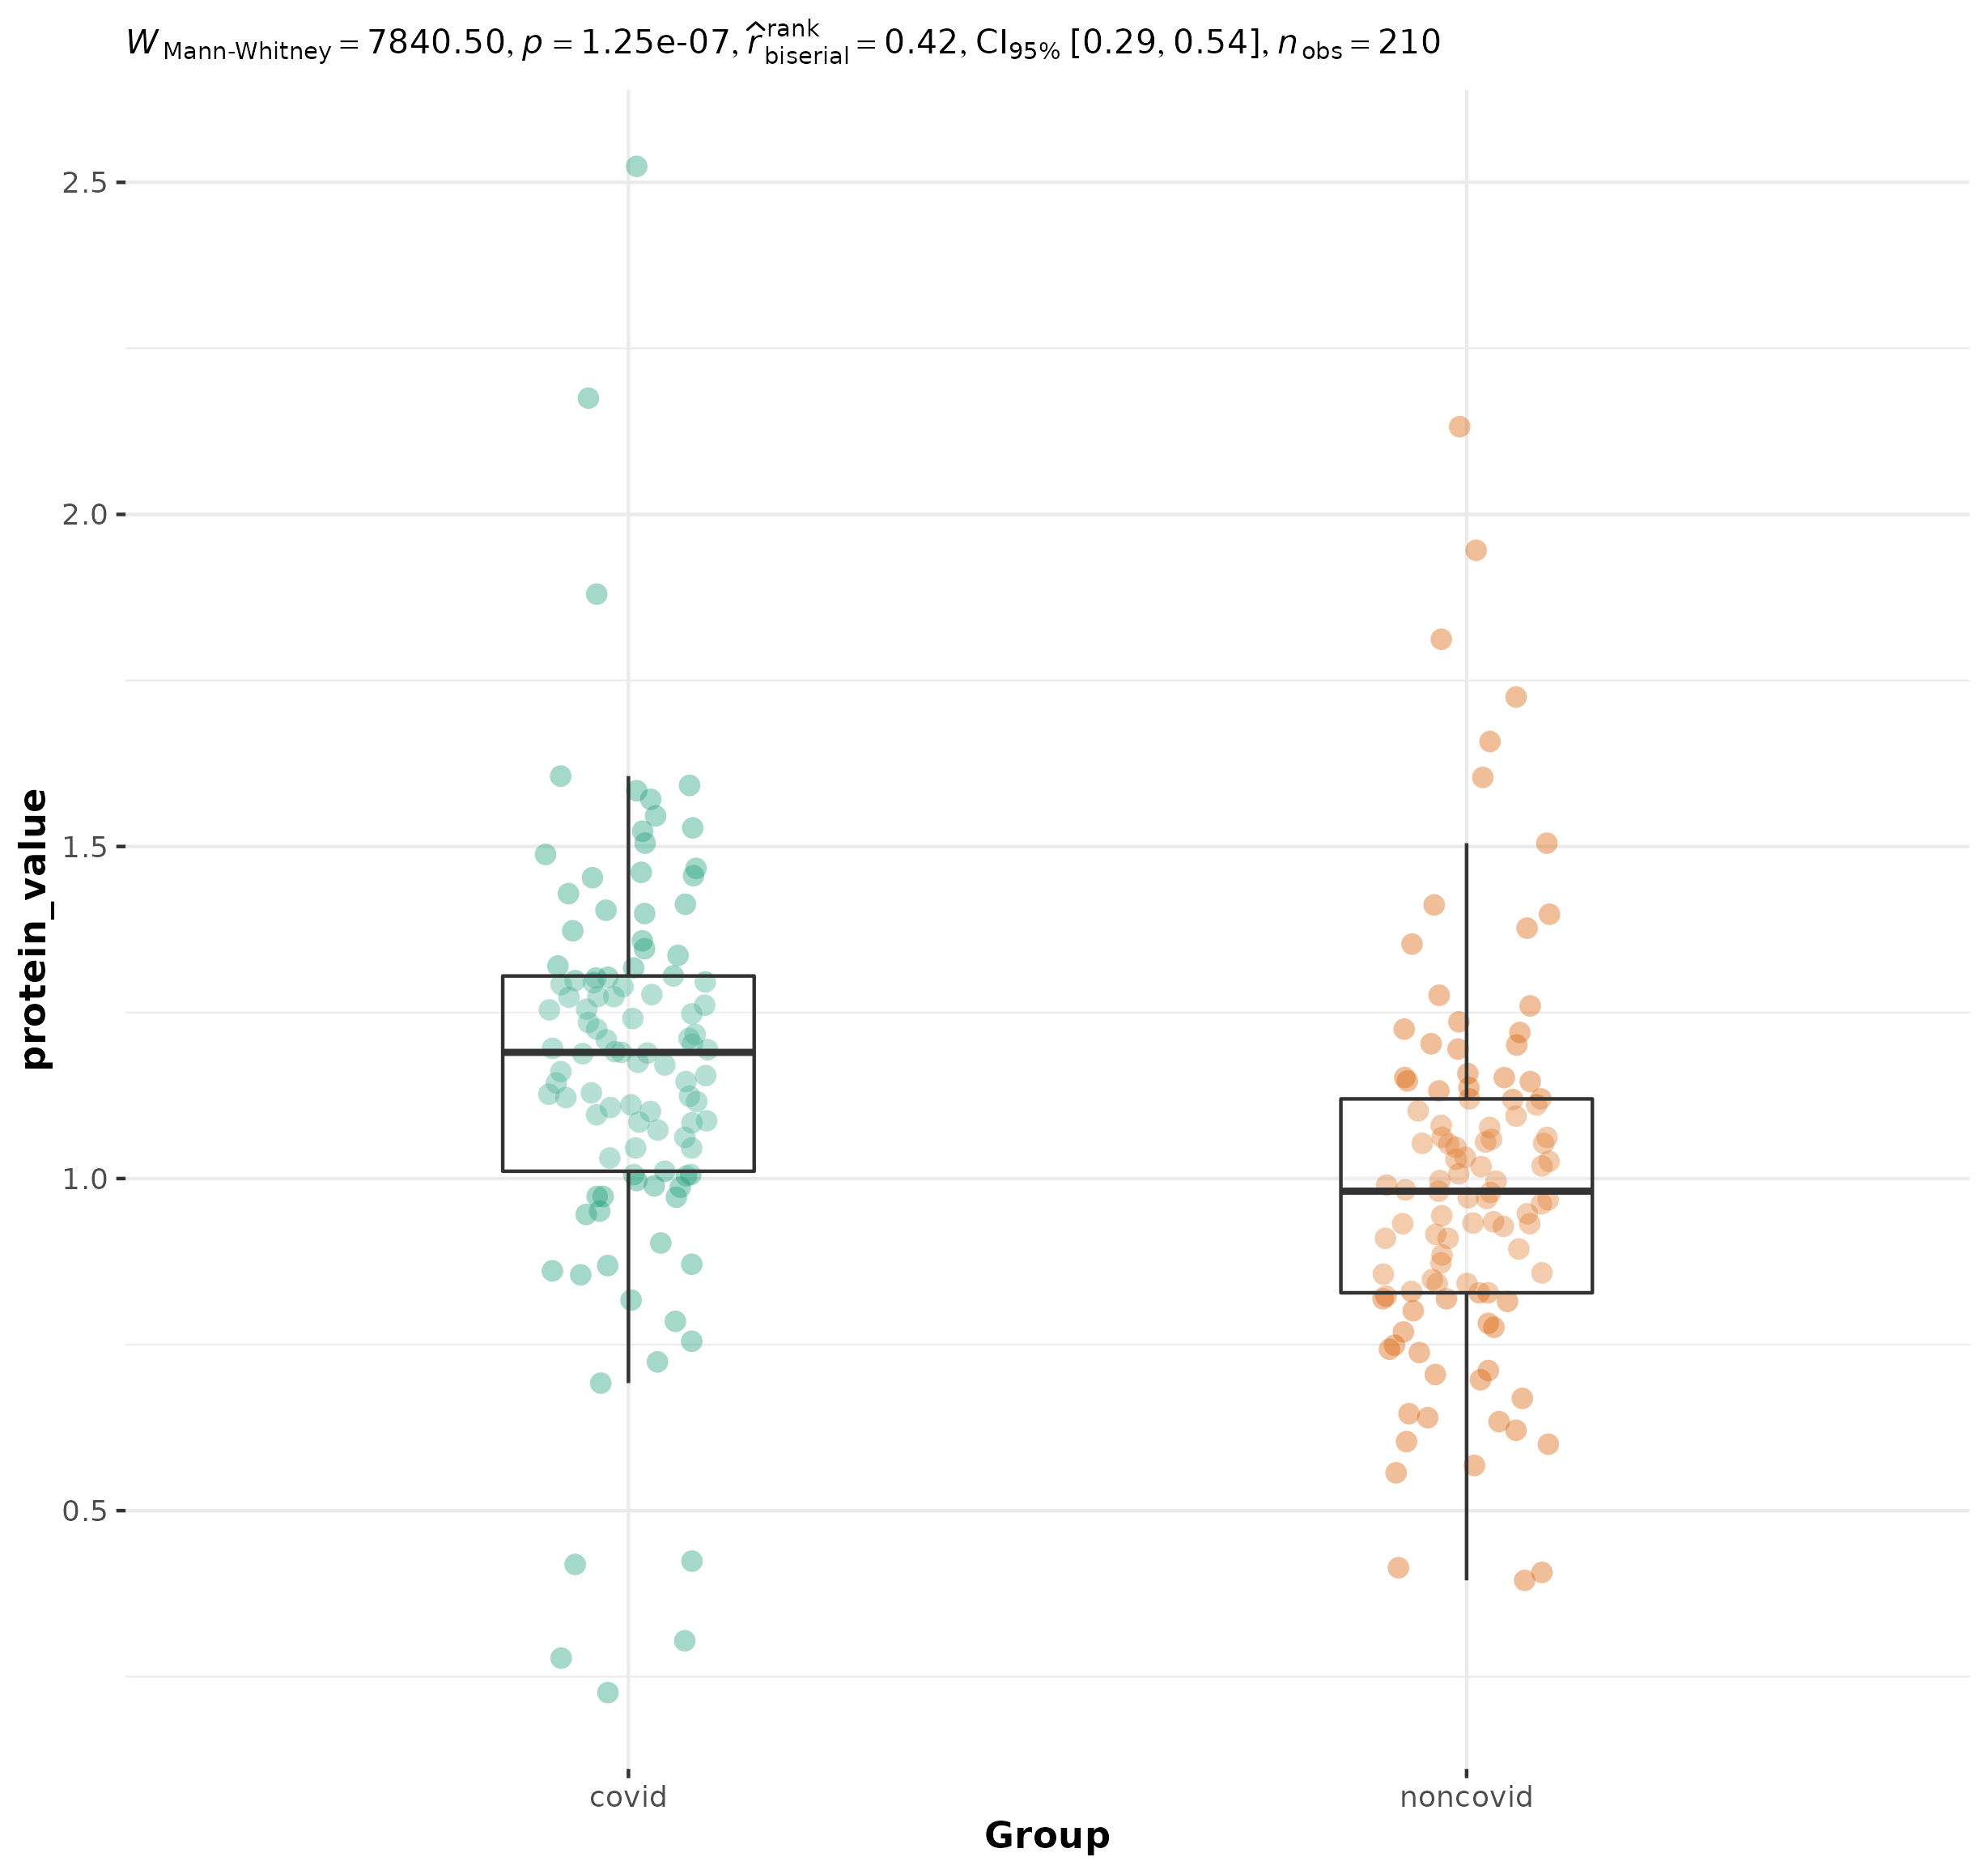 W Mann-Whitney = 7840.50, p = 1.25e-07, r̂ rank biserial = 0.42, CI95% [0.29, 0.54], nobs = 210
protein_value
2.5
2.0
1.5
1.0
0.5
covid noncovid
Group